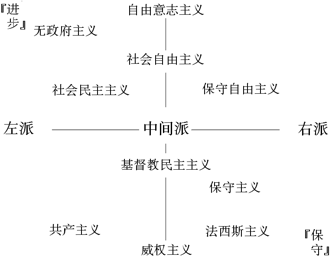 『进步』
自由意志主义
无政府主义
社会自由主义
社会民主主义
保守自由主义
左派
中间派
右派
基督教民主主义
保守主义
共产主义
法西斯主义
威权主义
『保守』